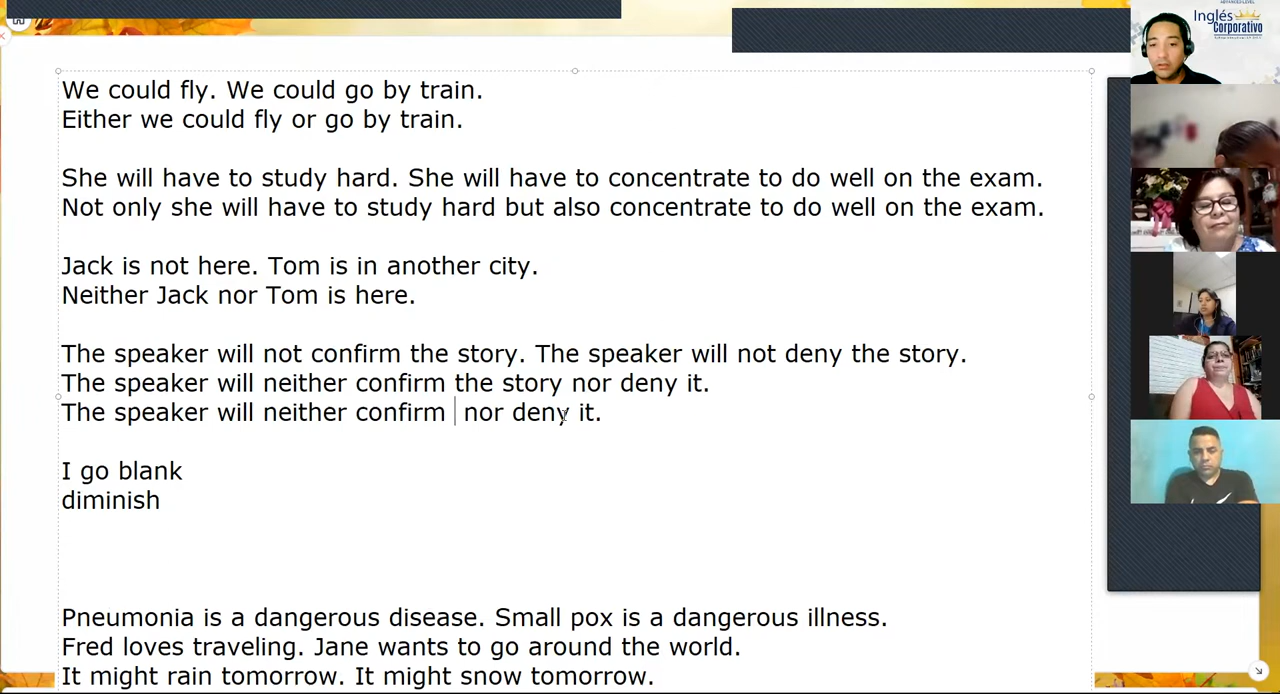 ADVANCED LEVEL
Inglés
Corporativo
We could fly. We could go by train.
Either we could fly or go by train.
She will have to study hard. She will have to concentrate to do well on the exam.
Not only she will have to study hard but also concentrate to do well on the exam.
Jack is not here. Tom is in another city.
Neither Jack nor Tom is here.
The speaker will not confirm the story. The speaker will not deny the story.
The speaker will neither confirm the story nor deny it.
The speaker will neither confirm nor deny it.
I go blank
diminish
Pneumonia is a dangerous disease. Small pox is a dangerous illness.
Fred loves traveling. Jane wants to go around the world.
It might rain tomorrow. It might snow tomorrow.